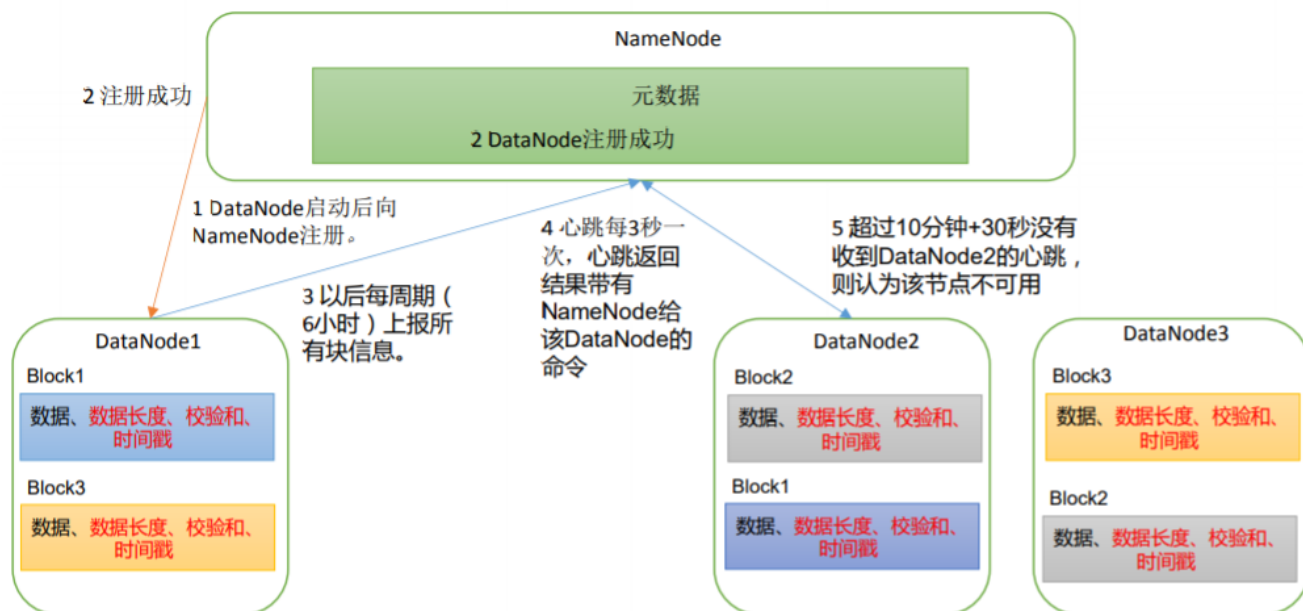 NameNode
元数据
2 DataNode注册成功
2 注册成功
1 DataNode启动后向
NameNode注册。
3 以后每周期（
6小时）上报所
有块信息。
4 心跳每3秒一
次，心跳返回
结果带有
NameNode给
该DataNode的
命令
5 超过10分钟+30秒没有
收到DataNode2的心跳，
则认为该节点不可用
DataNode1
Block1
数据、数据长度、校验和、
时间戳
Block3
数据、数据长度、校验和、
时间戳
DataNode2
Block2
数据、数据长度、校验和、
时间戳
Block1
数据、数据长度、校验和、
时间戳
DataNode3
Block3
数据、数据长度、校验和、
时间戳
Block2
数据、数据长度、校验和、
时间戳